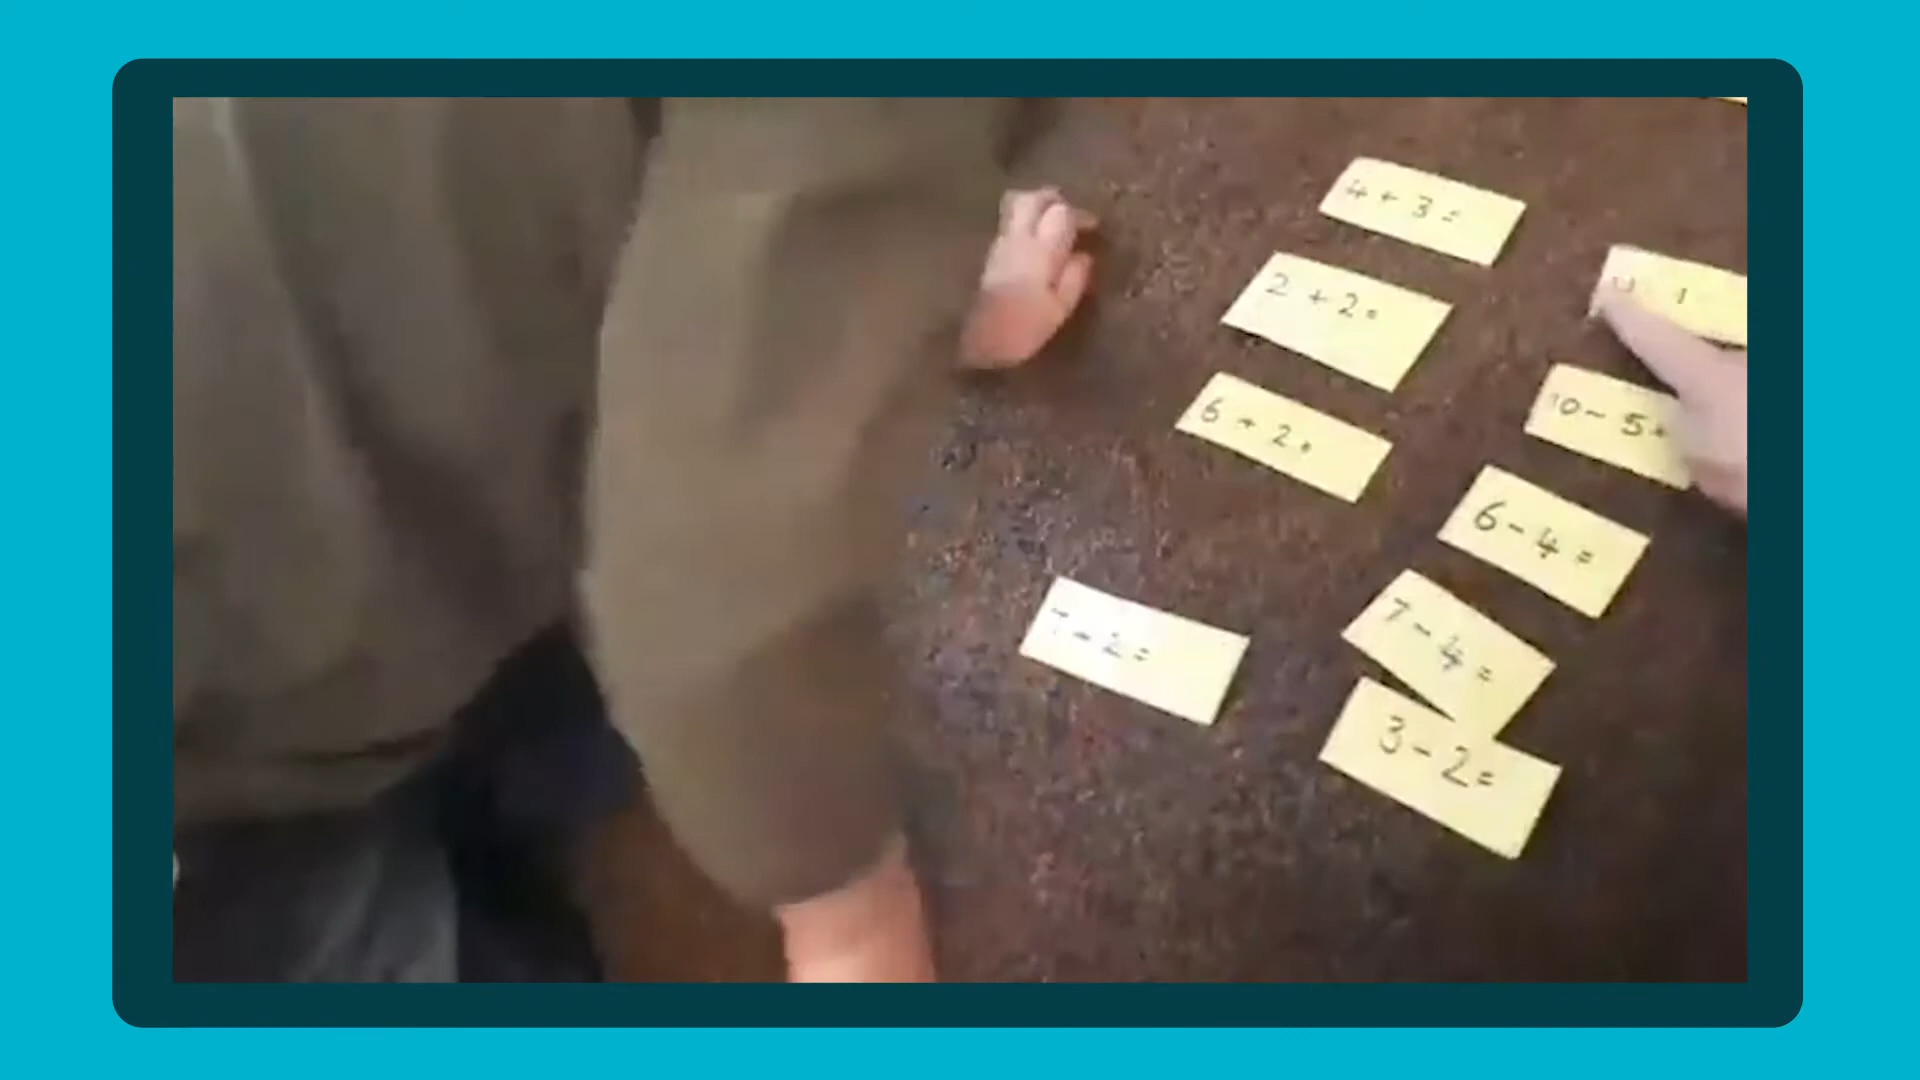 4 + 3 =
2 + 2 =
6 + 2 =
10 - 5 =
6 - 4 =
7 - 4 =
7 - 2 =
3 - 2 =